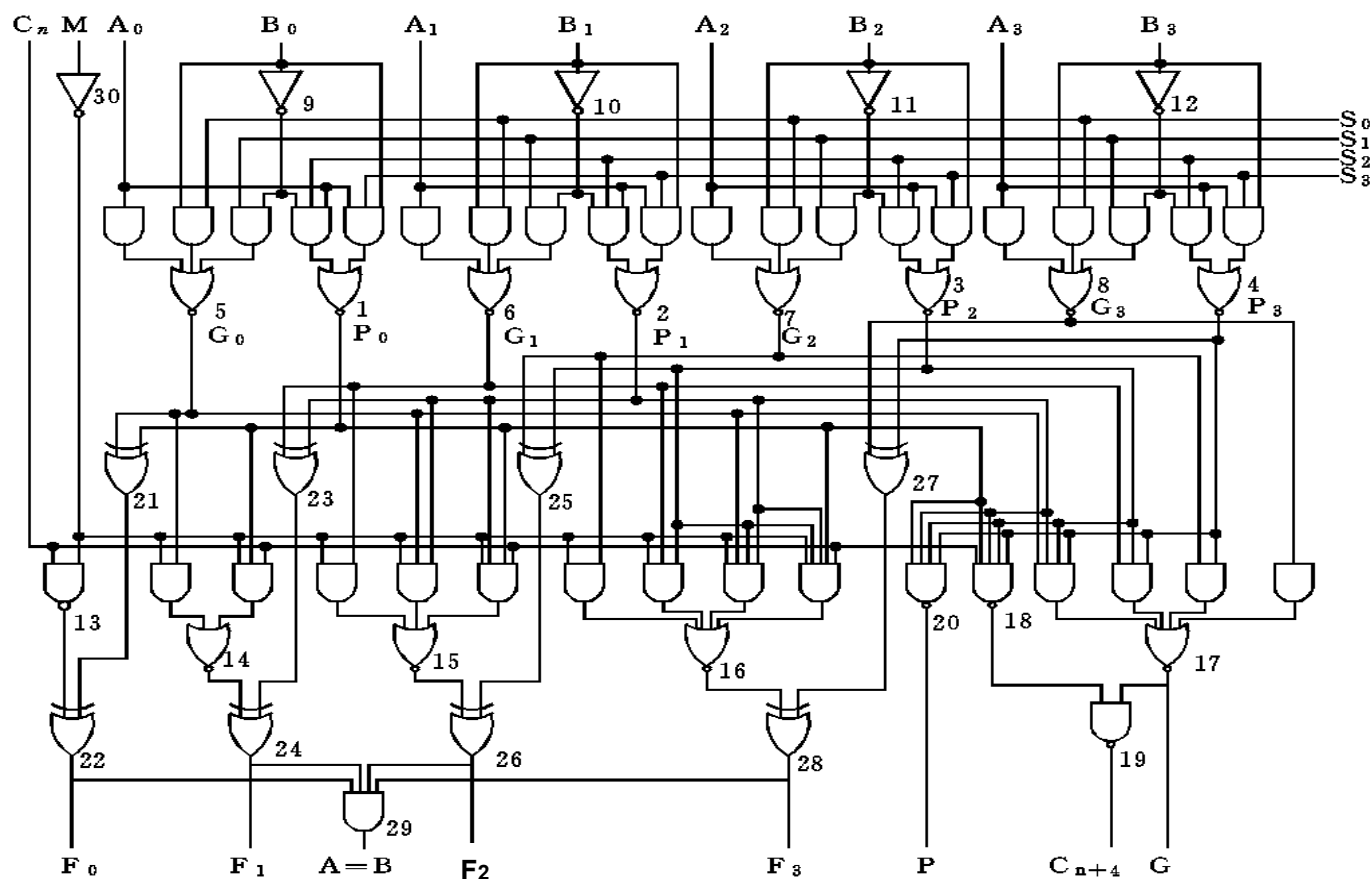 Cn M A0 B0 A1 B1 A2 B2 A3 B3
30 9 10 11 12
S0
S1
S2
S3
5 1 6 2 7 3 8 4
G0 P0 G1 P1 G2 P2 G3 P3
21 23 25 27
13 14 15 16 20 18 17
22 24 26 28 19
29
F0 F1 A=B F2 F3 P Cn+4 G